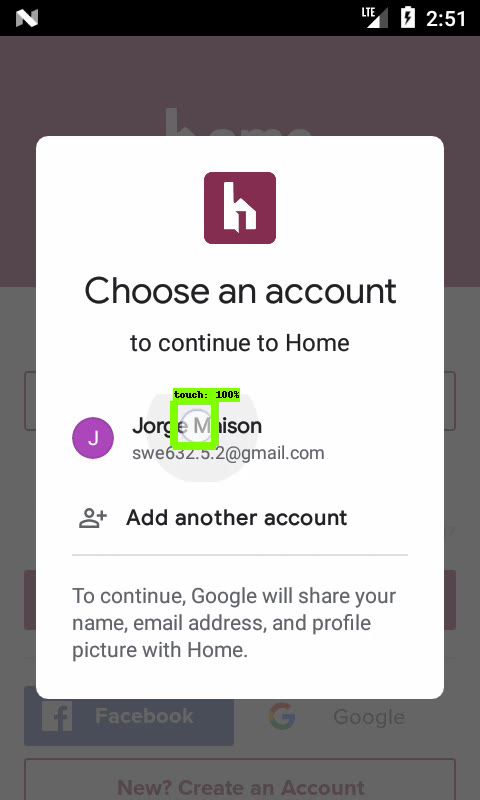 LTE
2:51
home
Choose an account
to continue to Home
touch: 100%
J
Jorge Maison
swe632.5.2@gmail.com
Add another account
To continue, Google will share your
name, email address, and profile
picture with Home.
Facebook
Google
New? Create an Account